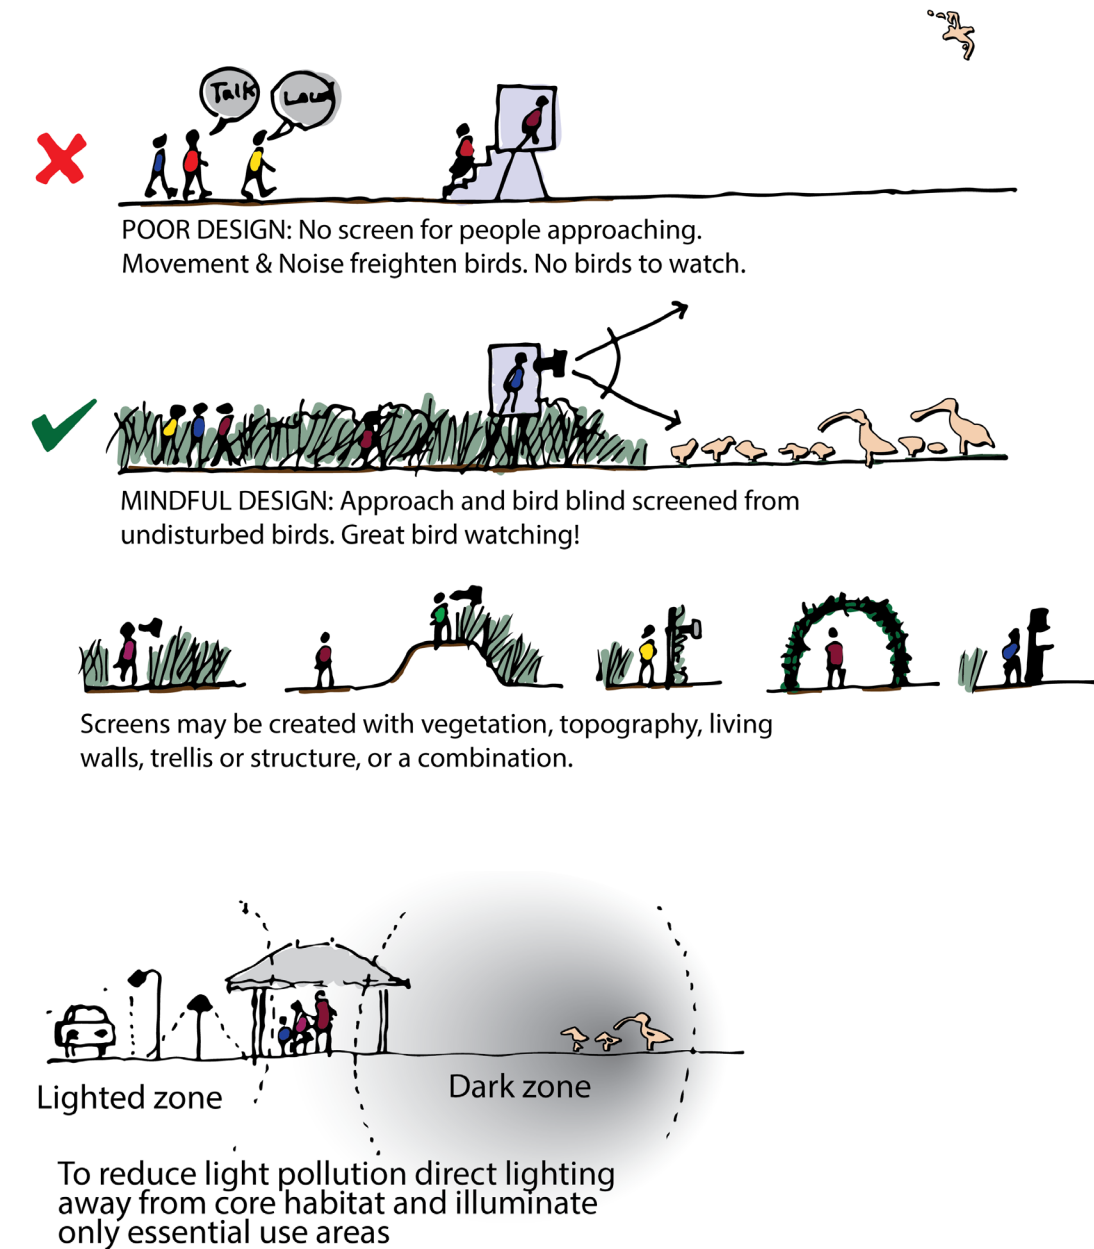 Talk
Loud
POOR DESIGN: No screen for people approaching.
Movement & Noise freighten birds. No birds to watch.
MINDFUL DESIGN: Approach and bird blind screened from
undisturbed birds. Great bird watching!
Screens may be created with vegetation, topography, living
walls, trellis or structure, or a combination.
Lighted zone
Dark zone
To reduce light pollution direct lighting
away from core habitat and illuminate
only essential use areas